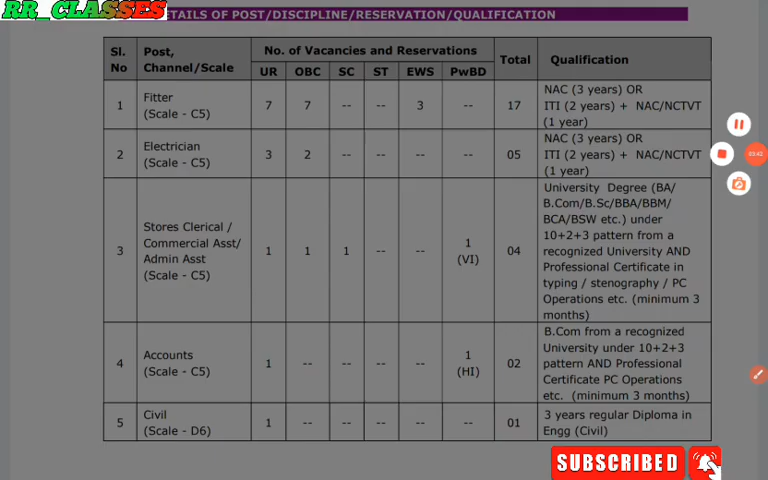 RR_CLASSES
DETAILS OF POST/DISCIPLINE/RESERVATION/QUALIFICATION
Sl. No | Post, Channel/Scale | No. of Vacancies and Reservations | Total | Qualification
UR | OBC | SC | ST | EWS | PwBD
1 | Fitter (Scale - C5) | 7 | 7 | -- | -- | 3 | -- | 17 | NAC (3 years) OR
ITI (2 years) + NAC/NCTVT
(1 year)
2 | Electrician (Scale - C5) | 3 | 2 | -- | -- | -- | -- | 05 | NAC (3 years) OR
ITI (2 years) + NAC/NCTVT
(1 year)
3 | Stores Clerical / Commercial Asst/ Admin Asst (Scale - C5) | 1 | 1 | 1 | -- | -- | 1 (VI) | 04 | University Degree (BA/
B.Com/B.Sc/BBA/BBM/
BCA/BSW etc.) under
10+2+3 pattern from a
recognized University AND
Professional Certificate in
typing / stenography / PC
Operations etc. (minimum 3
months)
4 | Accounts (Scale - C5) | 1 | -- | -- | -- | -- | 1 (HI) | 02 | B.Com from a recognized
University under 10+2+3
pattern AND Professional
Certificate PC Operations
etc. (minimum 3 months)
5 | Civil (Scale - D6) | 1 | -- | -- | -- | -- | -- | 01 | 3 years regular Diploma in
Engg (Civil)
SUBSCRIBED